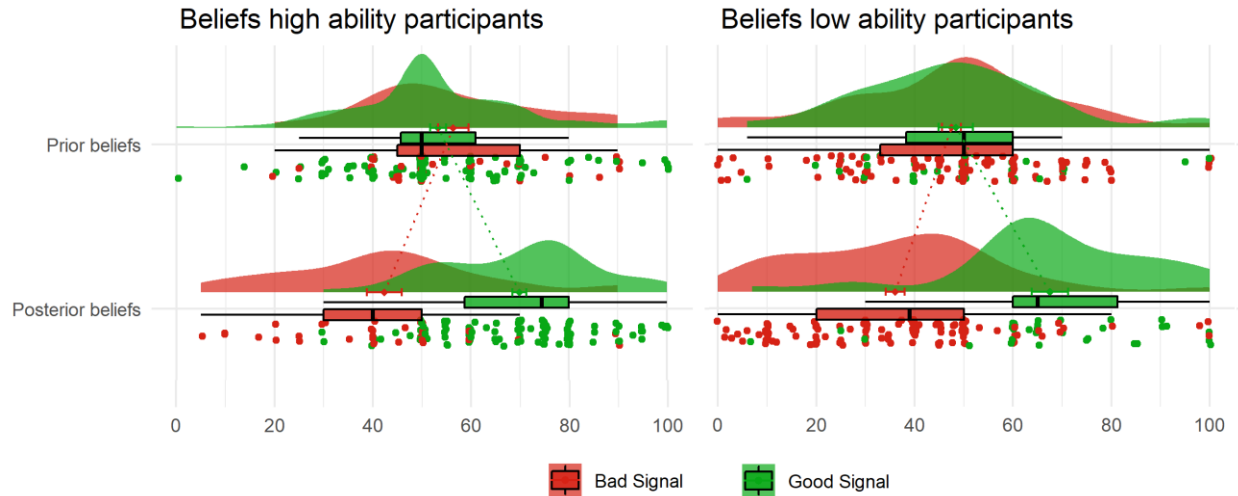 Beliefs high ability participants
Beliefs low ability participants
Prior beliefs
Posterior beliefs
0 20 40 60 80 100
0 20 40 60 80 100
Bad Signal
Good Signal